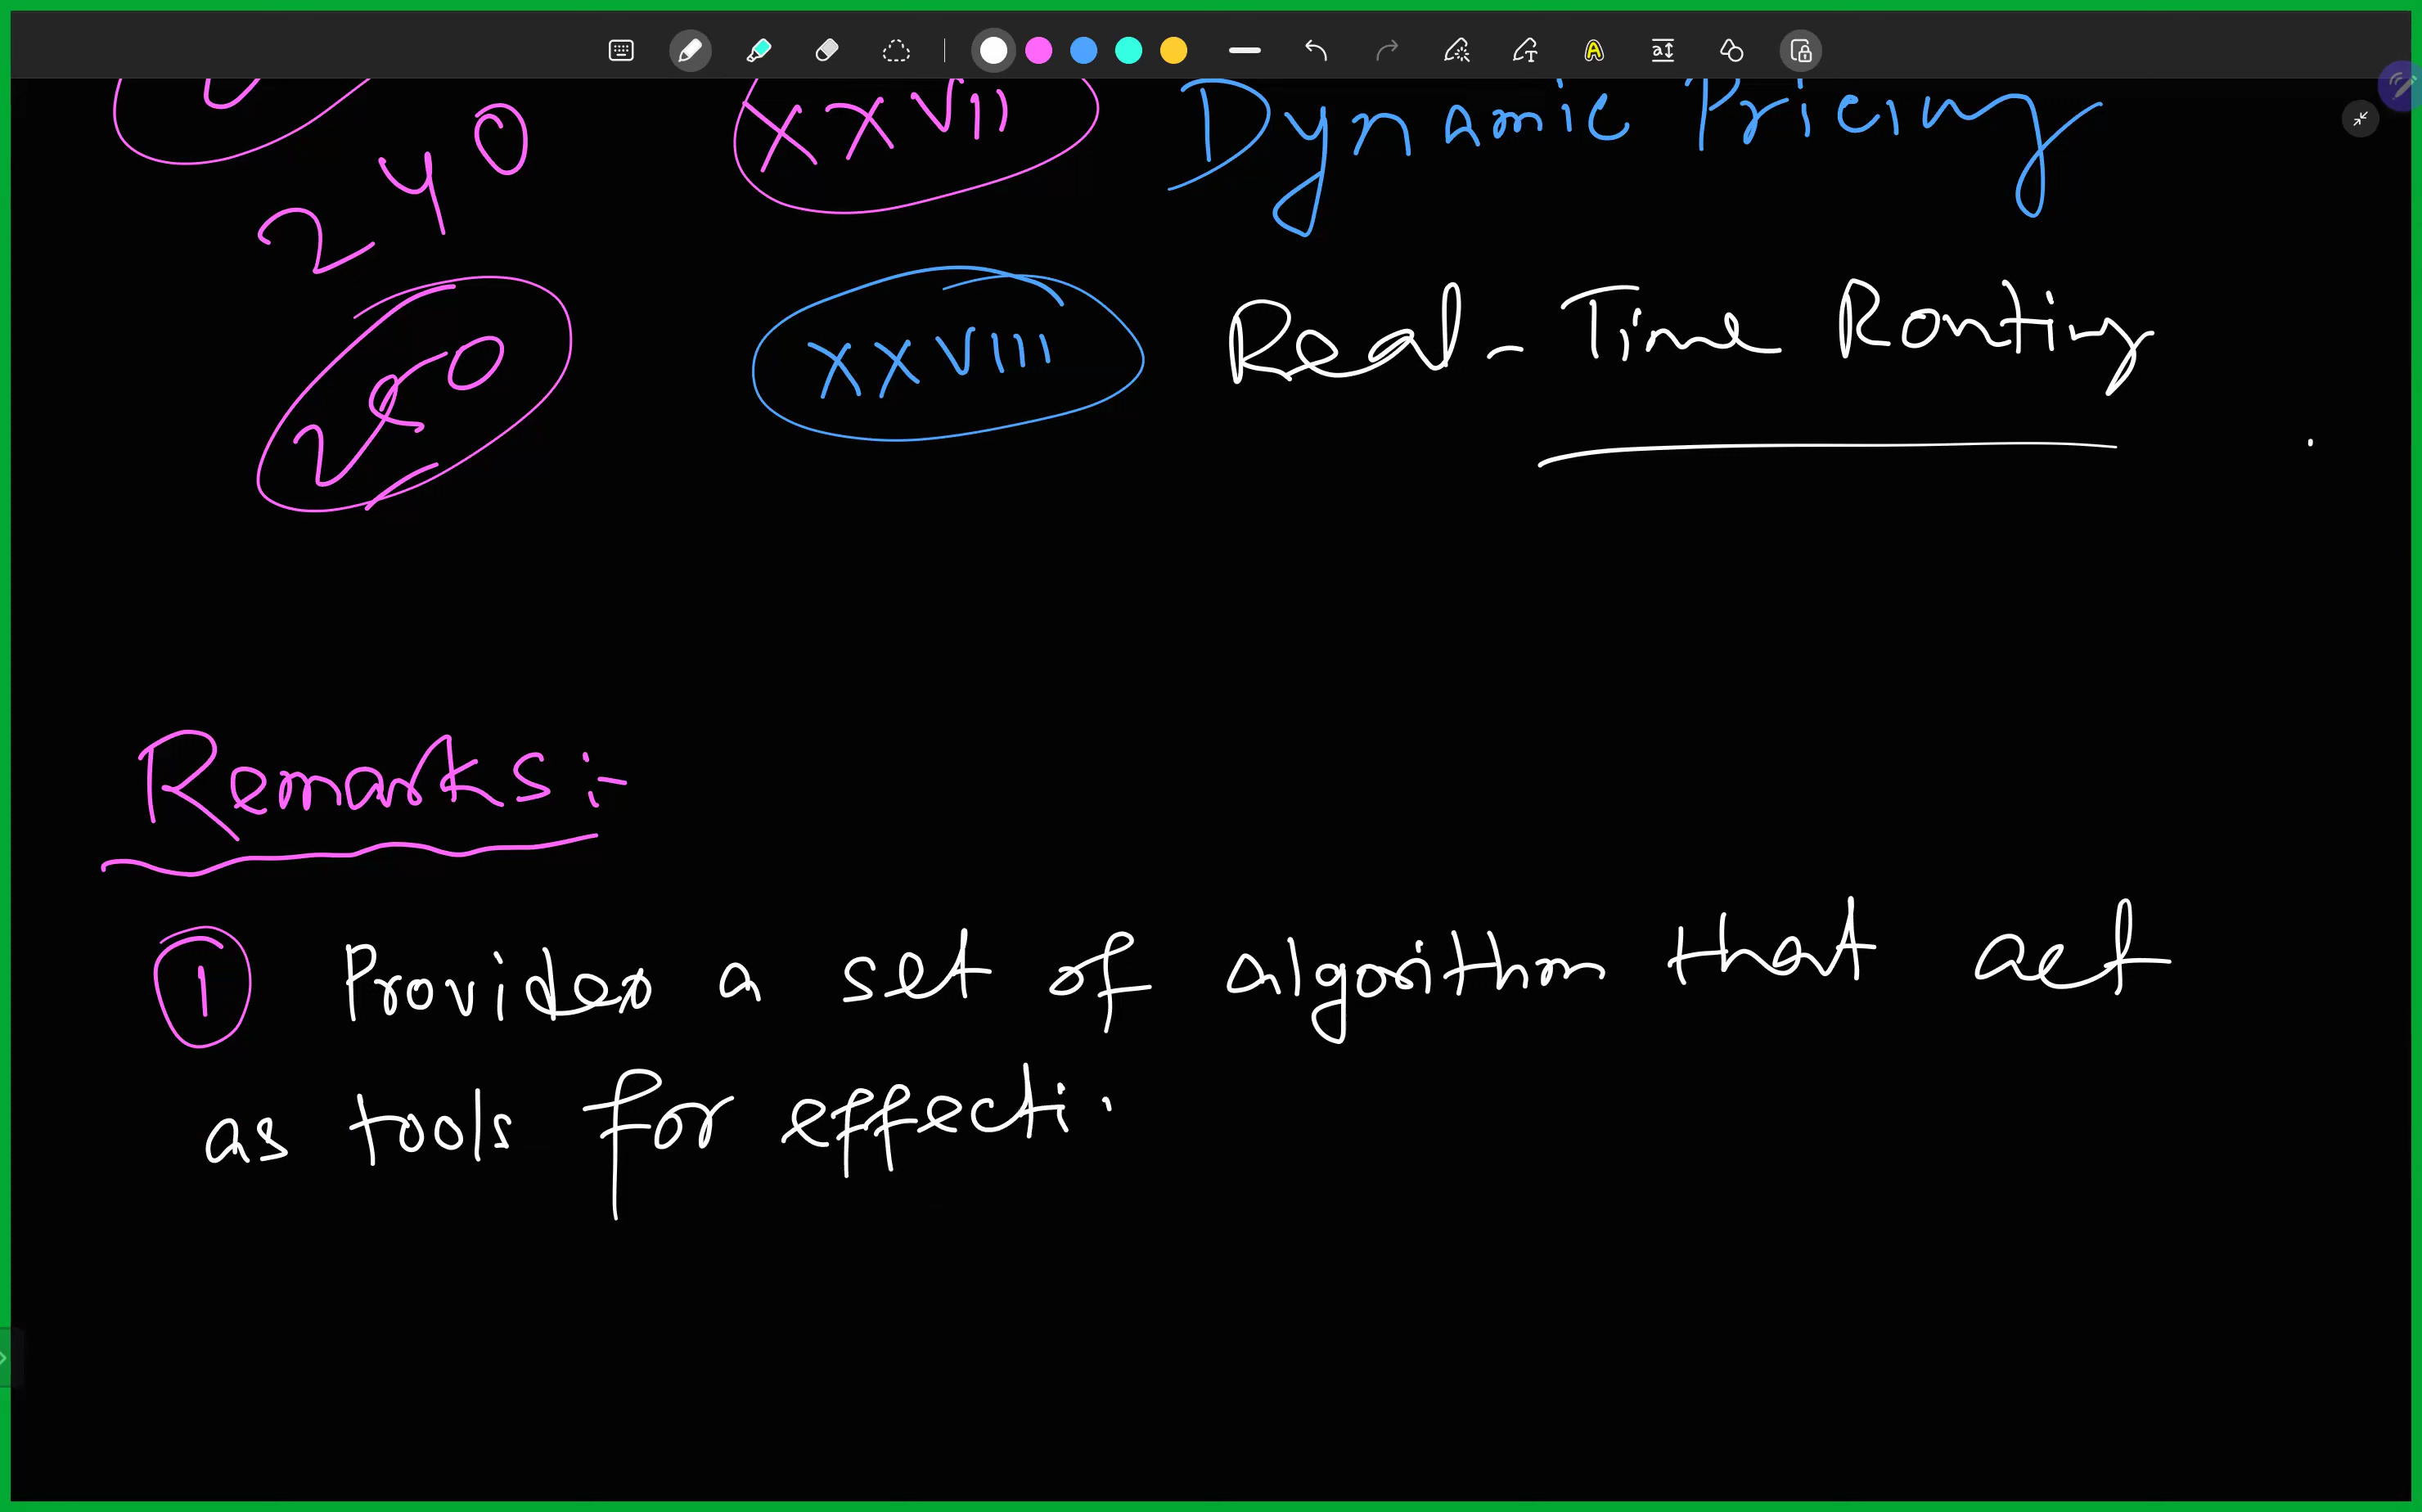 XXVII Dynamic Pricing
240
250 XXVIII Real-Time Routing
Remarks:-
1 Provides a set of algorithm that act
as tools for effecti